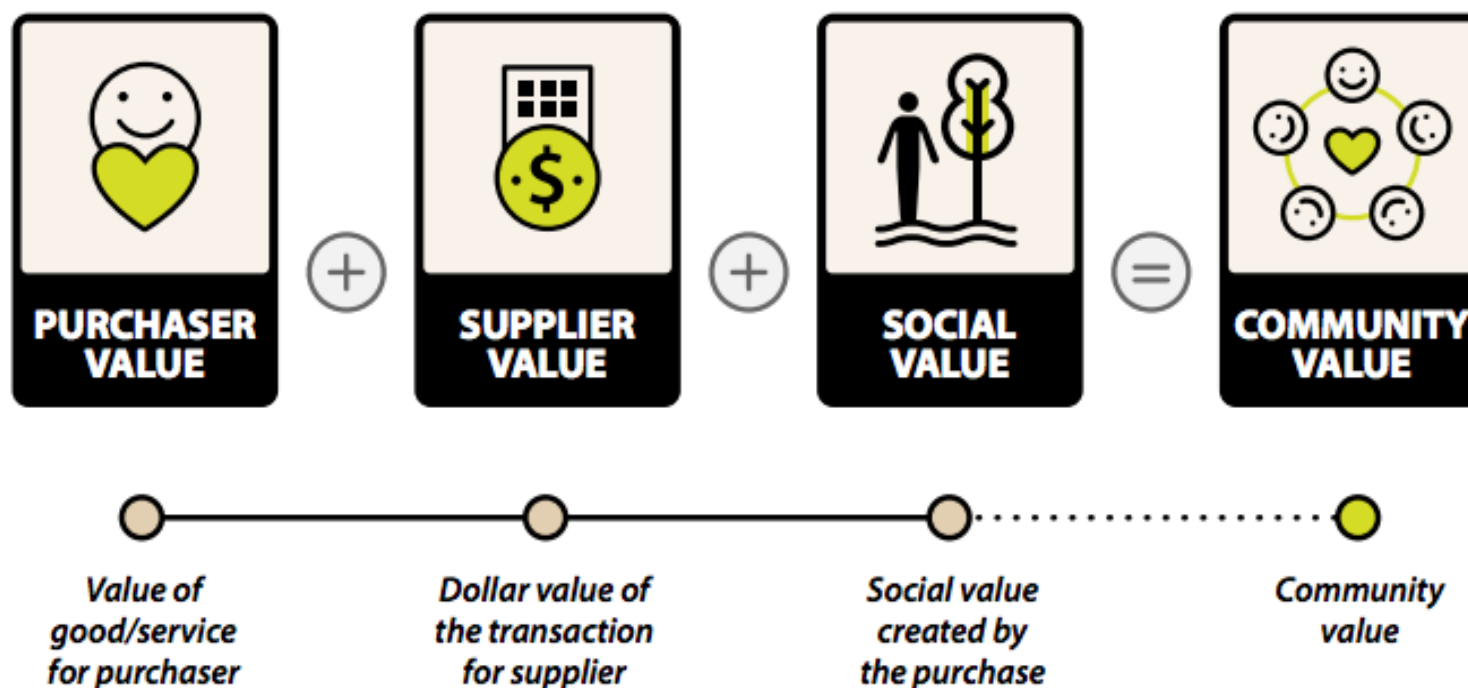 $
PURCHASER
VALUE
+
SUPPLIER
VALUE
+
SOCIAL
VALUE
=
COMMUNITY
VALUE
Value of
good/service
for purchaser
Dollar value of
the transaction
for supplier
Social value
created by
the purchase
Community
value